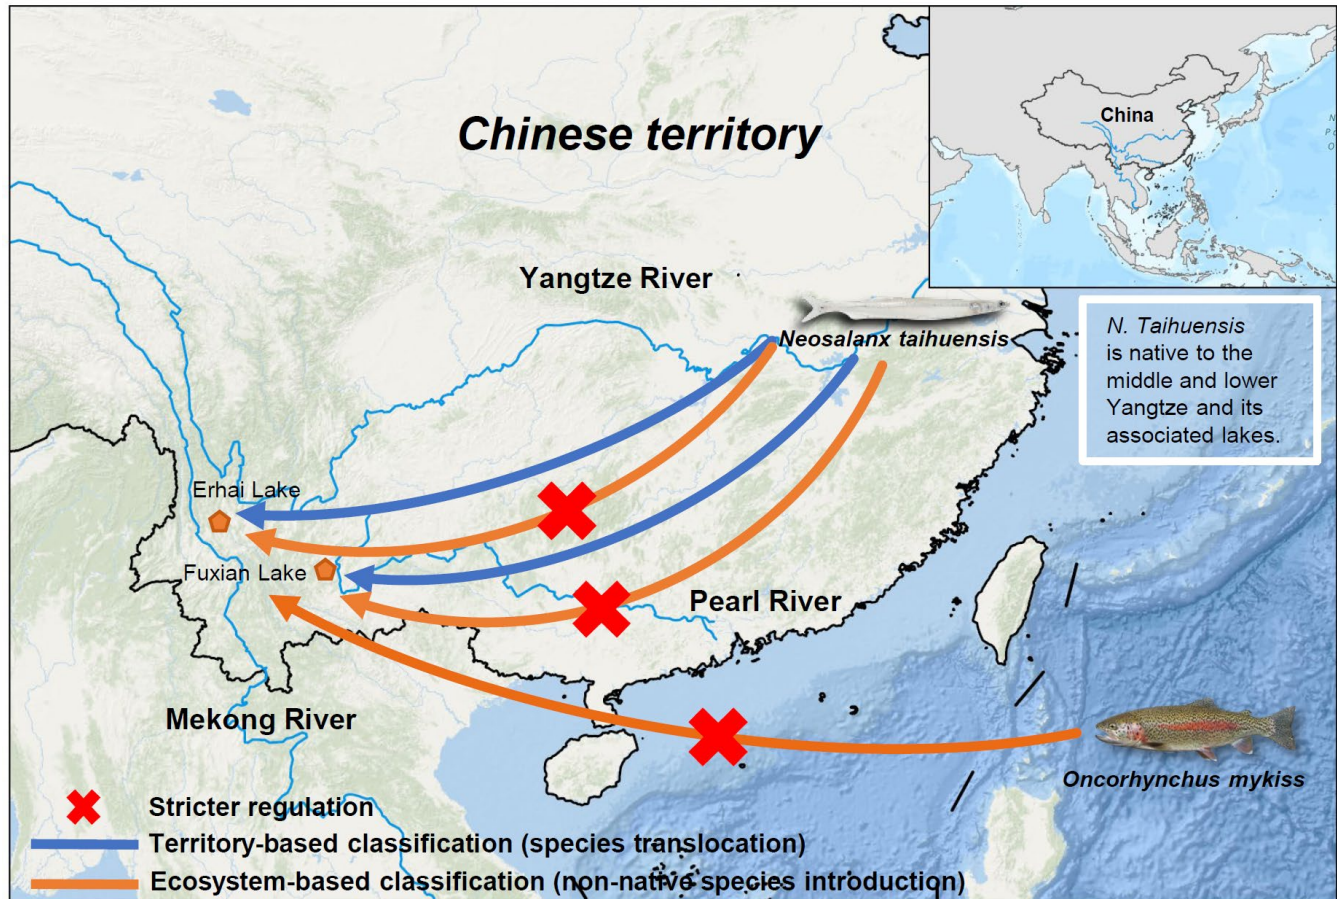 Chinese territory
China
Yangtze River
Neosalanx taihuensis
N. Taihuensis
is native to the
middle and lower
Yangtze and its
associated lakes.
Erhai Lake
Fuxian Lake
Pearl River
Mekong River
Oncorhynchus mykiss
Stricter regulation
Territory-based classification (species translocation)
Ecosystem-based classification (non-native species introduction)